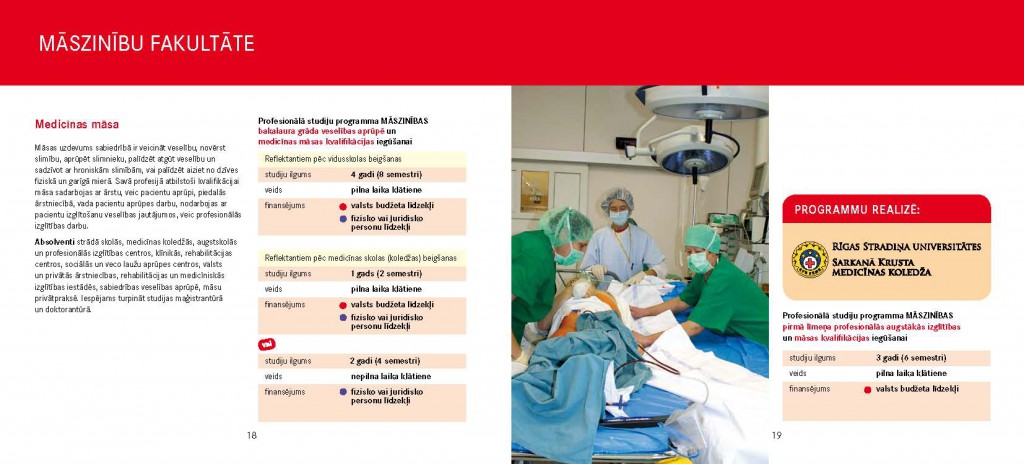 MĀSZINĪBU FAKULTĀTE
Medicīnas māsa
Māsas uzdevums sabiedrībā ir veicināt veselību, novērst
slimību, aprūpēt slimnieku, palīdzēt atgūt veselību un
sadzīvot ar hroniskām slimībām, vai palīdzēt aiziet no dzīves
fiziskā un garīgā mierā. Savā profesijā atbilstoši kvalifikācijai
māsa sadarbojas ar ārstu, veic pacientu aprūpi, piedalās
ārstniecībā, vada pacientu aprūpes darbu, nodarbojas ar
pacientu izglītošanu veselības jautājumos, veic profesionālās
izglītības darbu.
Absolventi strādā skolās, medicīnas koledžās, augstskolās
un profesionālās izglītības centros, klīnikās, rehabilitācijas
centros, sociālās un veco ļaužu aprūpes centros, valsts
un privātās ārstniecības, rehabilitācijas un medicīniskās
izglītības iestādēs, sabiedrības veselības aprūpē, māsu
privātpraksē. Iespējams turpināt studijas maģistrantūrā
un doktorantūrā.
Profesionālā studiju programma MĀSZINĪBAS
bakalaura grāda veselības aprūpē un
medicīnas māsas kvalifikācijas iegūšanai
Reflektantiem pēc vidusskolas beigšanas
studiju ilgums 4 gadi (8 semestri)
veids pilna laika klātiene
finansējums valsts budžeta līdzekļi
fizisko vai juridisko
personu līdzekļi
Reflektantiem pēc medicīnas skolas (koledžas) beigšanas
studiju ilgums 1 gads (2 semestri)
veids pilna laika klātiene
finansējums valsts budžeta līdzekļi
fizisko vai juridisko
personu līdzekļi
vai
studiju ilgums 2 gadi (4 semestri)
veids nepilna laika klātiene
finansējums fizisko vai juridisko
personu līdzekļi
18
PROGRAMMU REALIZĒ:
RĪGAS STRADIŅA UNIVERSITĀTES
SARKANĀ KRUSTA
MEDICĪNAS KOLEDŽA
Profesionālā studiju programma MĀSZINĪBAS
pirmā līmeņa profesionālās augstākās izglītības
un māsas kvalifikācijas iegūšanai
studiju ilgums 3 gadi (6 semestri)
veids pilna laika klātiene
finansējums valsts budžeta līdzekļi
19